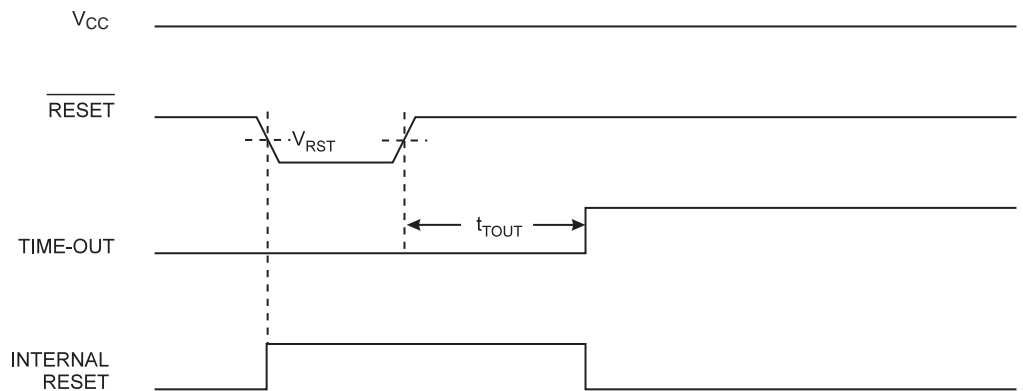 VCC
RESET
VRST
tTOUT
TIME-OUT
INTERNAL
RESET